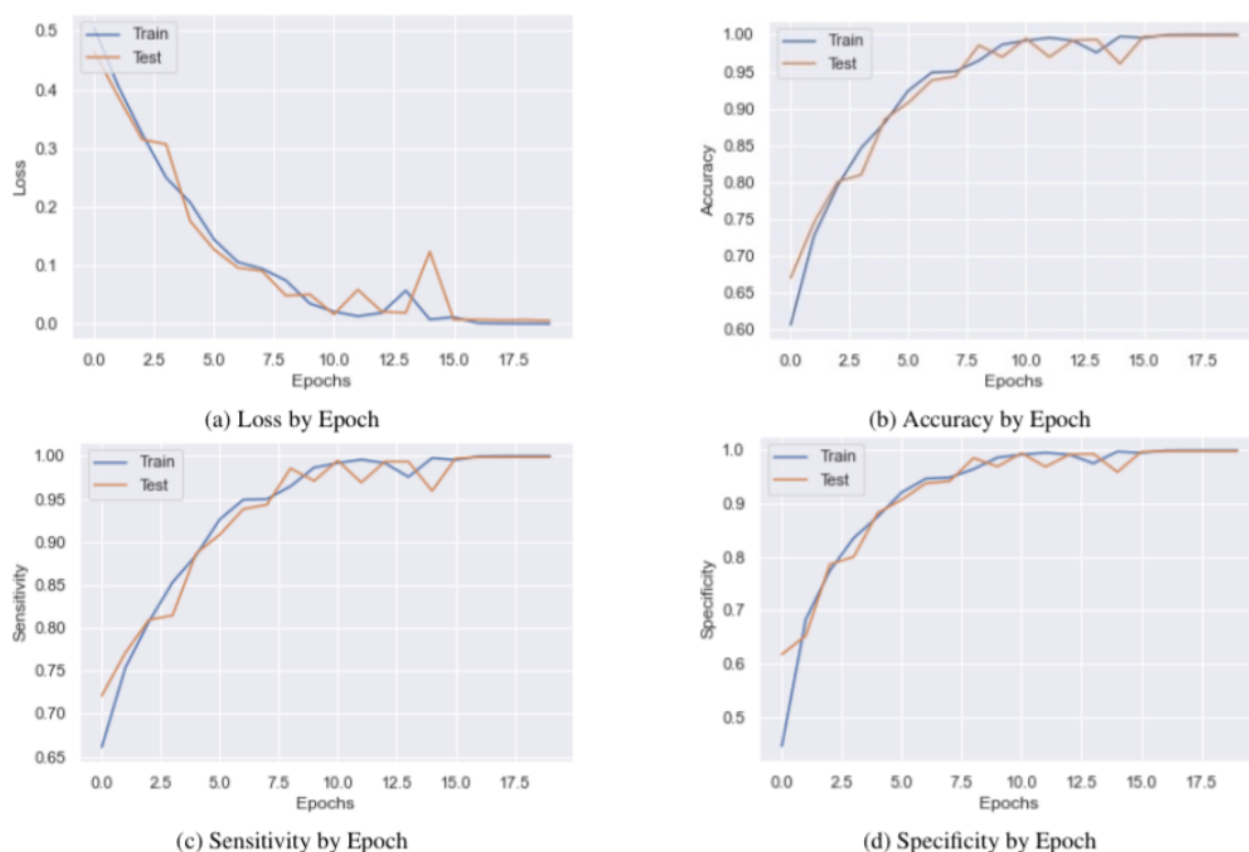 0.5
0.4
0.3
0.2
0.1
0.0
Loss
Train
Test
0.0 2.5 5.0 7.5 10.0 12.5 15.0 17.5
Epochs
(a) Loss by Epoch
1.00
0.95
0.90
0.85
0.80
0.75
0.70
0.65
0.60
Accuracy
Train
Test
0.0 2.5 5.0 7.5 10.0 12.5 15.0 17.5
Epochs
(b) Accuracy by Epoch
1.00
0.95
0.90
0.85
0.80
0.75
0.70
0.65
Sensitivity
Train
Test
0.0 2.5 5.0 7.5 10.0 12.5 15.0 17.5
Epochs
(c) Sensitivity by Epoch
1.0
0.9
0.8
0.7
0.6
0.5
Specificity
Train
Test
0.0 2.5 5.0 7.5 10.0 12.5 15.0 17.5
Epochs
(d) Specificity by Epoch